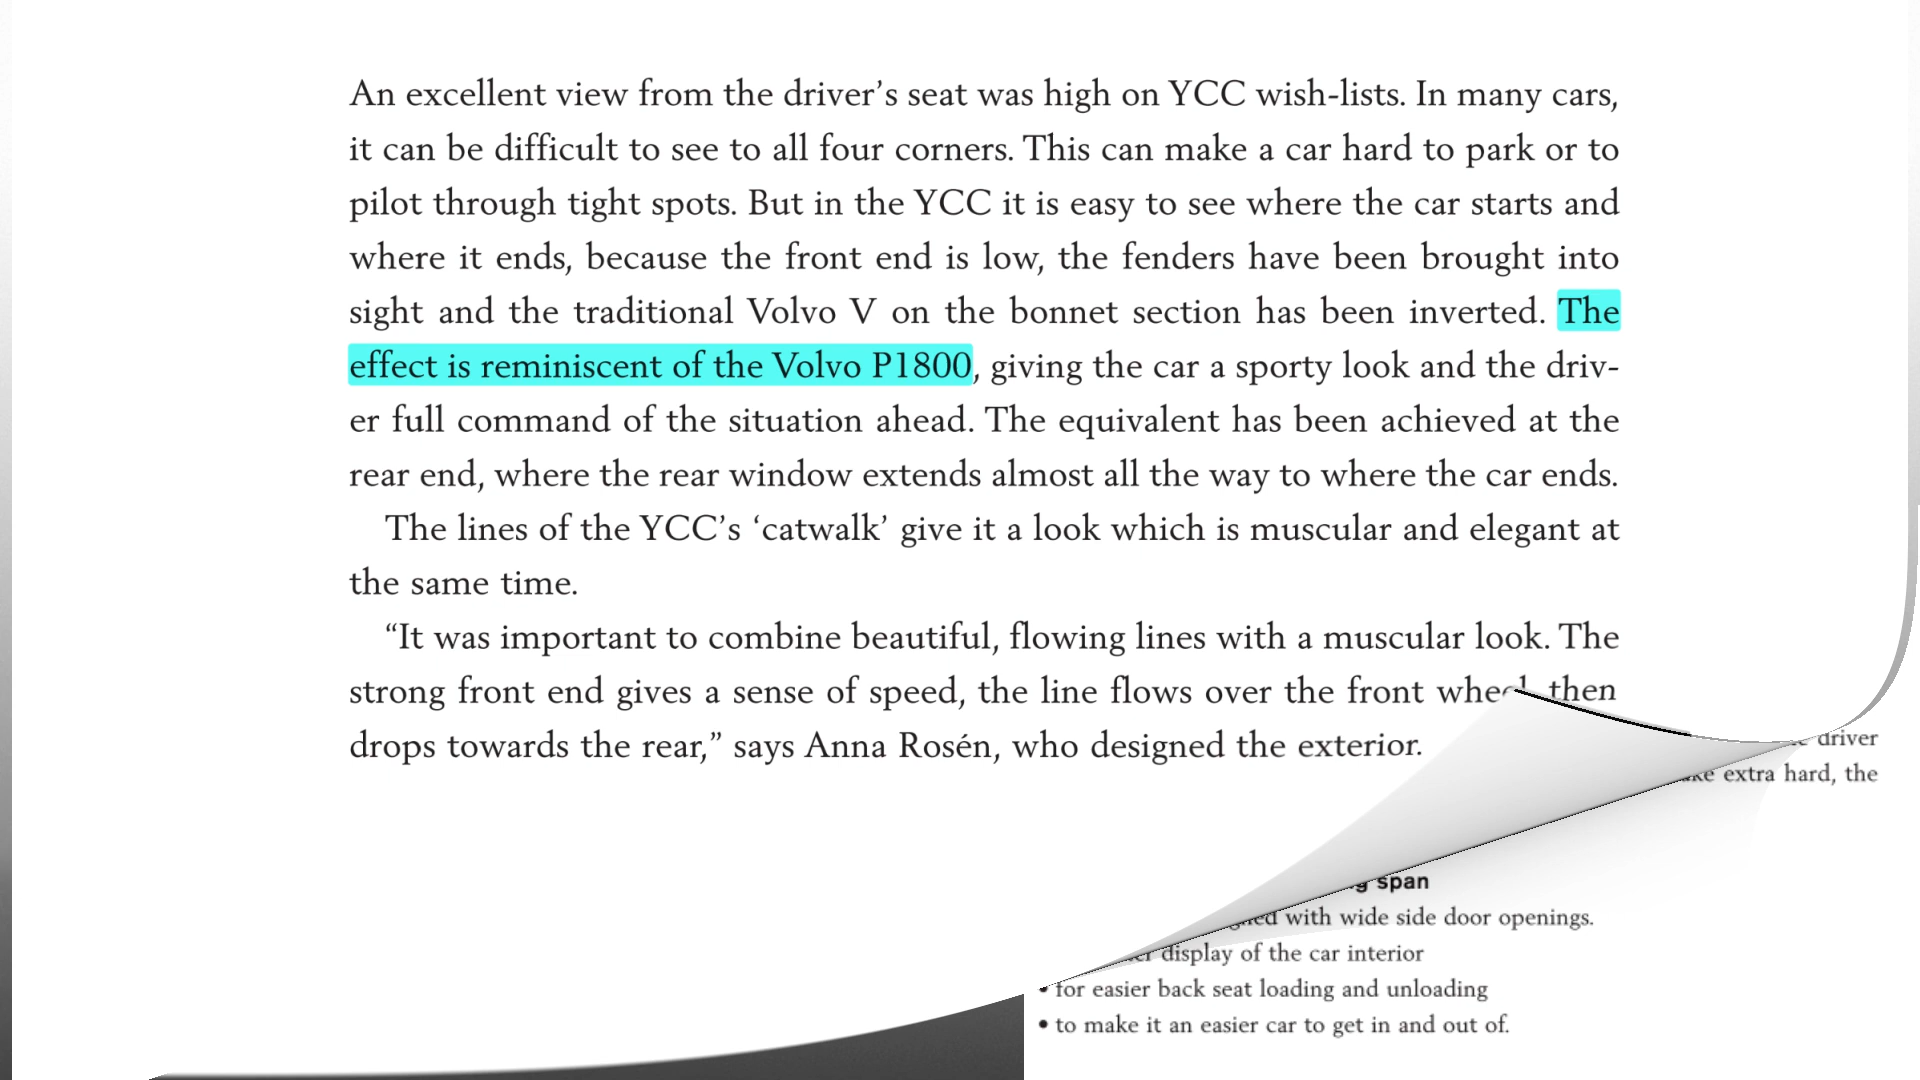 An excellent view from the driver’s seat was high on YCC wish-lists. In many cars,
it can be difficult to see to all four corners. This can make a car hard to park or to
pilot through tight spots. But in the YCC it is easy to see where the car starts and
where it ends, because the front end is low, the fenders have been brought into
sight and the traditional Volvo V on the bonnet section has been inverted. The
effect is reminiscent of the Volvo P1800, giving the car a sporty look and the driv-
er full command of the situation ahead. The equivalent has been achieved at the
rear end, where the rear window extends almost all the way to where the car ends.
The lines of the YCC’s ‘catwalk’ give it a look which is muscular and elegant at
the same time.
“It was important to combine beautiful, flowing lines with a muscular look. The
strong front end gives a sense of speed, the line flows over the front then
drops towards the rear,” says Anna Rosén, who designed the exterior.
driver
extra hard, the
span
with wide side door openings.
display of the car interior
• for easier back seat loading and unloading
• to make it an easier car to get in and out of.